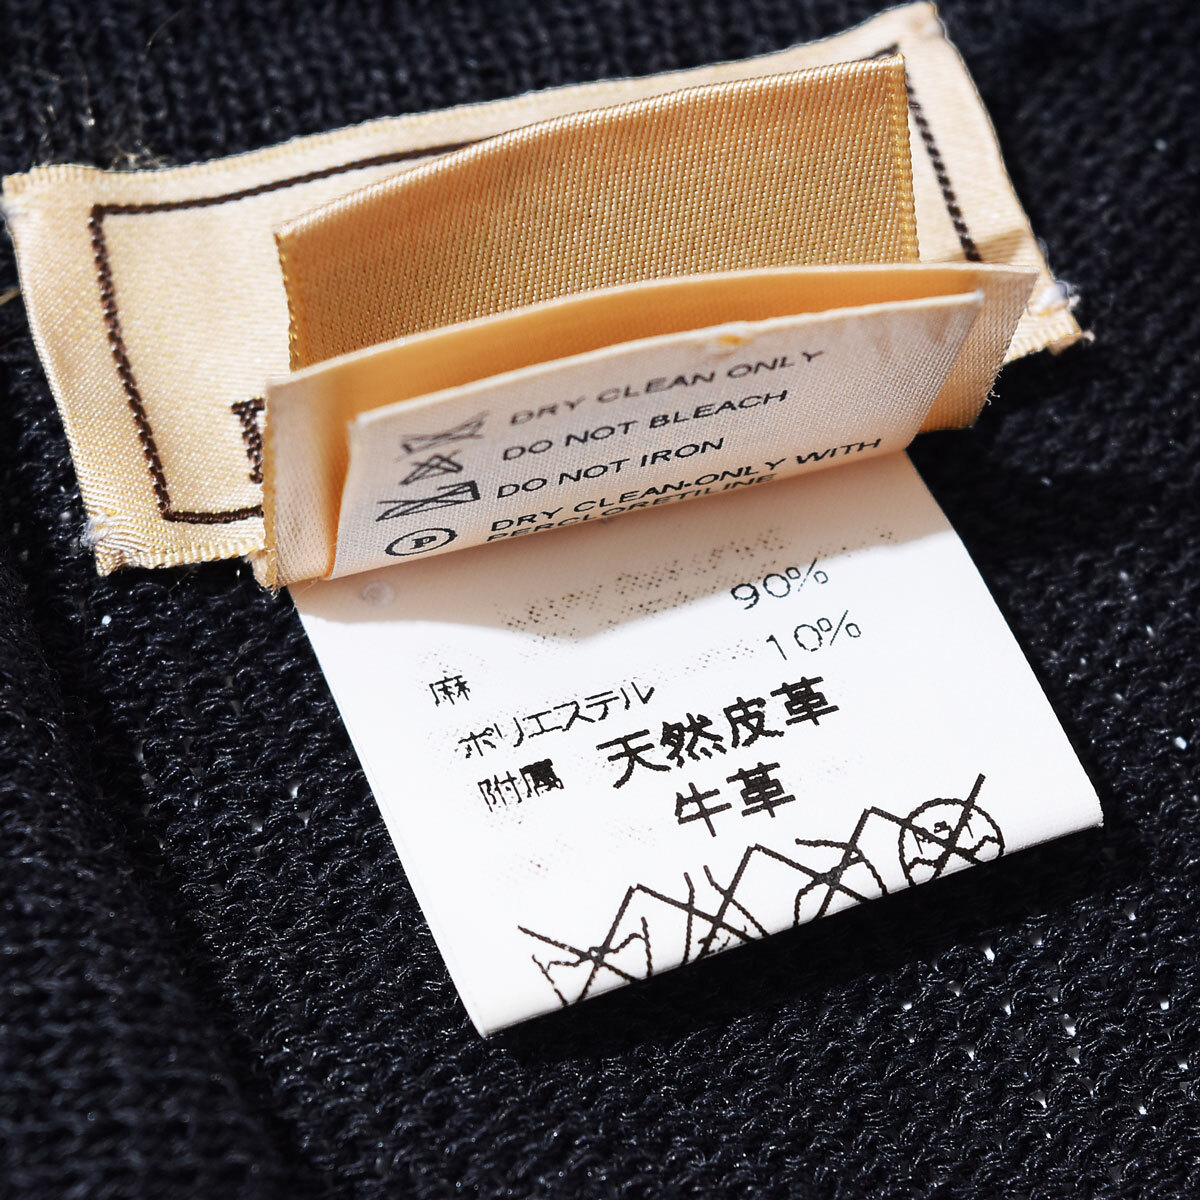 DRY CLEAN ONLY
DO NOT BLEACH
DO NOT IRON
DRY CLEAN-ONLY WITH
PERCLORETILINE
P
麻 90%
ポリエステル 10%
附属 天然皮革
牛革